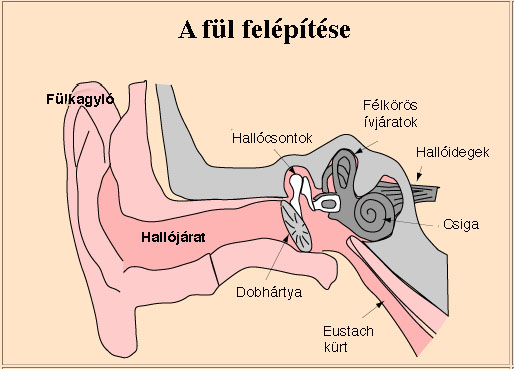 A fül felépítése
Fülkagyló
Félkörös
ívjáratok
Hallócsontok
Hallóidegek
Csiga
Hallójárat
Dobhártya
Eustach
kürt